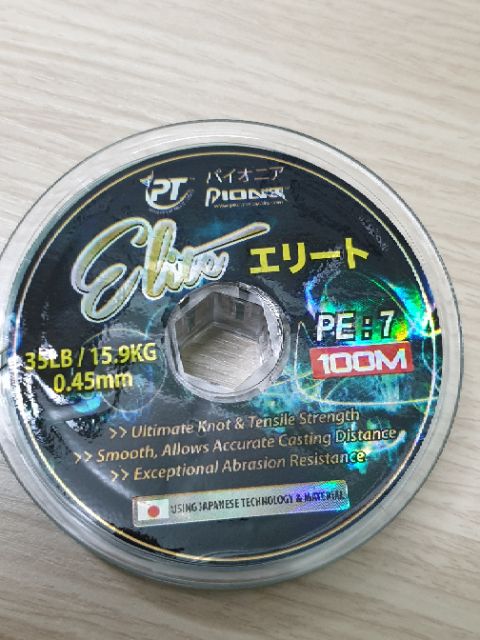 PT
パイオニア
PIONA
Elite
エリート
PE : 7
100M
35LB / 15.9KG
0.45mm
>> Ultimate Knot & Tensile Strength
>> Smooth, Allows Accurate Casting Distance
>> Exceptional Abrasion Resistance
USING JAPANESE TECHNOLOGY & MATERIAL